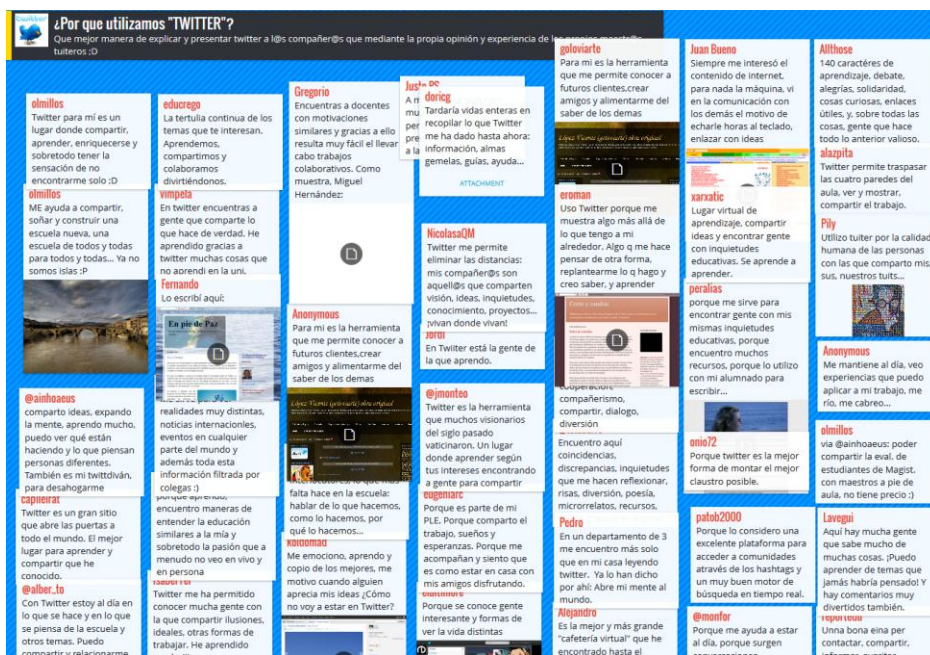 ¿Por que utilizamos "TWITTER"?
Que mejor manera de explicar y presentar twitter a l@s compañer@s que mediante la propia opinión y experiencia de
tuiteros :D
olmillos
Twitter para mí es un
lugar donde compartir,
aprender, enriquecerse y
sobretodo tener la
sensación de no
encontrarme solo :D
olmillos
ME ayuda a compartir,
soñar y construir una
escuela nueva, una
escuela de todos y todas
para todos y todas... Ya no
somos islas :P
@ainhoaeus
comparto ideas, expando
la mente, aprendo mucho,
puedo ver qué están
haciendo y lo que piensan
personas diferentes.
También es mi twittdiván,
para desahogarme
capileirat
Twitter es un gran sitio
que abre las puertas a
todo el mundo. El mejor
lugar para aprender y
compartir que he
conocido.
@alber_to
Con Twitter estoy al día en
lo que se hace y en lo que
se piensa de la escuela y
otros temas. Puedo
compartir y relacionarme
educrego
La tertulia continua de los
temas que te interesan.
Aprendemos,
compartimos y
colaboramos
divirtiéndonos.
vimpela
En twitter encuentras a
gente que comparte lo
que hace de verdad. He
aprendido gracias a
twitter muchas cosas que
no aprendi en la uni.
Fernando
Lo escribí aquí:
En pie de Paz
realidades muy distintas,
noticias internacionles,
eventos en cualquier
parte del mundo y
además toda esta
información filtrada por
colegas :)
porque aprendo,
encuentro maneras de
entender la educación
similares a la mía y
sobretodo la pasión que a
menudo no veo en vivo y
en persona
Isabel
Twitter me ha permitido
conocer mucha gente con
la que compartir ilusiones,
ideales, otras formas de
trabajar. He aprendido
Gregorio
Encuentras a docentes
con motivaciones
similares y gracias a ello
resulta muy fácil el llevar
cabo trabajos
colaborativos. Como
muestra, Miguel
Hernández:
Anonymous
Para mi es la herramienta
que me permite conocer a
futuros clientes,crear
amigos y alimentarme del
saber de los demas
López Vicente (goloviarte) obra original
falta hace en la escuela:
hablar de lo que hacemos,
como lo hacemos, por
qué lo hacemos...
Me emociono, aprendo y
copio de los mejores, me
motivo cuando alguien
aprecia mis ideas ¿Cómo
no voy a estar en Twitter?
doricg
Tardaría vidas enteras en
recopilar lo que Twitter
me ha dado hasta ahora:
información, almas
gemelas, guías, ayuda...
ATTACHMENT
NicolasaQM
Twitter me permite
eliminar las distancias:
mis compañer@s son
aquell@s que comparten
visión, ideas, inquietudes,
conocimiento, proyectos...
¡vivan donde vivan!
Jordi
En Twiiter está la gente de
la que aprendo.
@jmonteo
Twitter es la herramienta
que muchos visionarios
del siglo pasado
vaticinaron. Un lugar
donde aprender según
tus intereses encontrando
a gente para compartir
eugeniarc
Porque es parte de mi
PLE. Porque comparto el
trabajo, sueños y
esperanzas. Porque me
acompañan y siento que
es como estar en casa con
mis amigos disfrutando.
Porque se conoce gente
interesante y formas de
ver la vida distintas
goloviarte
Para mi es la herramienta
que me permite conocer a
futuros clientes,crear
amigos y alimentarme del
saber de los demas
López Vicente (goloviarte) obra original
eroman
Uso Twitter porque me
muestra algo más allá de
lo que tengo a mi
alrededor. Algo q me hace
pensar de otra forma,
replantearme lo q hago y
creo saber, y aprender
cooperación,
compañerismo,
compartir, dialogo,
diversión
Encuentro aquí
coincidencias,
discrepancias, inquietudes
que me hacen reflexionar,
risas, diversión, poesía,
microrrelatos, recursos,
Pedro
En un departamento de 3
me encuentro más solo
que en mi casa leyendo
twitter. Ya lo han dicho
por ahi: Abre mi mente al
mundo.
Alejandro
Es la mejor y más grande
"cafetería virtual" que he
encontrado hasta el
Juan Bueno
Siempre me interesó el
contenido de internet,
para nada la máquina, vi
en la comunicación con
los demás el motivo de
echarle horas al teclado,
enlazar con ideas
xarxatic
Lugar virtual de
aprendizaje, compartir
ideas y encontrar gente
con inquietudes
educativas. Se aprende a
aprender.
peralias
porque me sirve para
encontrar gente con mis
mismas inquietudes
educativas, porque
encuentro muchos
recursos, porque lo utilizo
con mi alumnado para
escribir...
onio72
Porque twitter es la mejor
forma de montar el mejor
claustro posible.
patob2000
Porque lo considero una
excelente plataforma para
acceder a comunidades
através de los hashtags y
un muy buen motor de
búsqueda en tiempo real.
@monfor
Porque me ayuda a estar
al día, porque surgen
Allthose
140 caractéres de
aprendizaje, debate,
alegrías, solidaridad,
cosas curiosas, enlaces
útiles, y, sobre todas las
cosas, gente que hace
todo lo anterior valioso.
alazpita
Twitter permite traspasar
las cuatro paredes del
aula, ver y mostrar,
compartir el trabajo.
Pily
Utilizo tuiter por la calidad
humana de las personas
con las que comparto mis,
sus, nuestros tuits...
Anonymous
Me mantiene al día, veo
experiencias que puedo
aplicar a mi trabajo, me
río, me cabreo...
olmillos
via @ainhoaeus: poder
compartir la eval. de
estudiantes de Magist.
con maestros a pie de
aula, no tiene precio :)
Lavegui
Aquí hay mucha gente
que sabe mucho de
muchas cosas. ¡Puedo
aprender de temas que
jamás habría pensado! Y
hay comentarios muy
divertidos también.
Unna bona eina per
contactar, compartir,